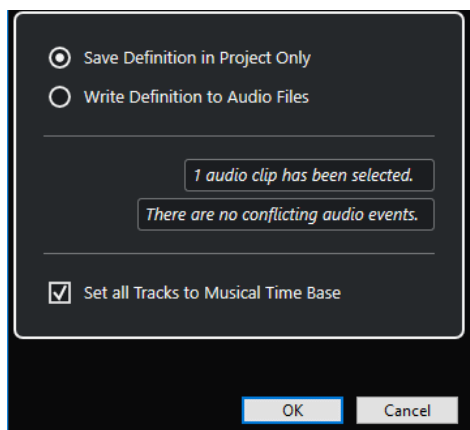 Save Definition in Project Only
Write Definition to Audio Files
1 audio clip has been selected.
There are no conflicting audio events.
Set all Tracks to Musical Time Base
OK
Cancel